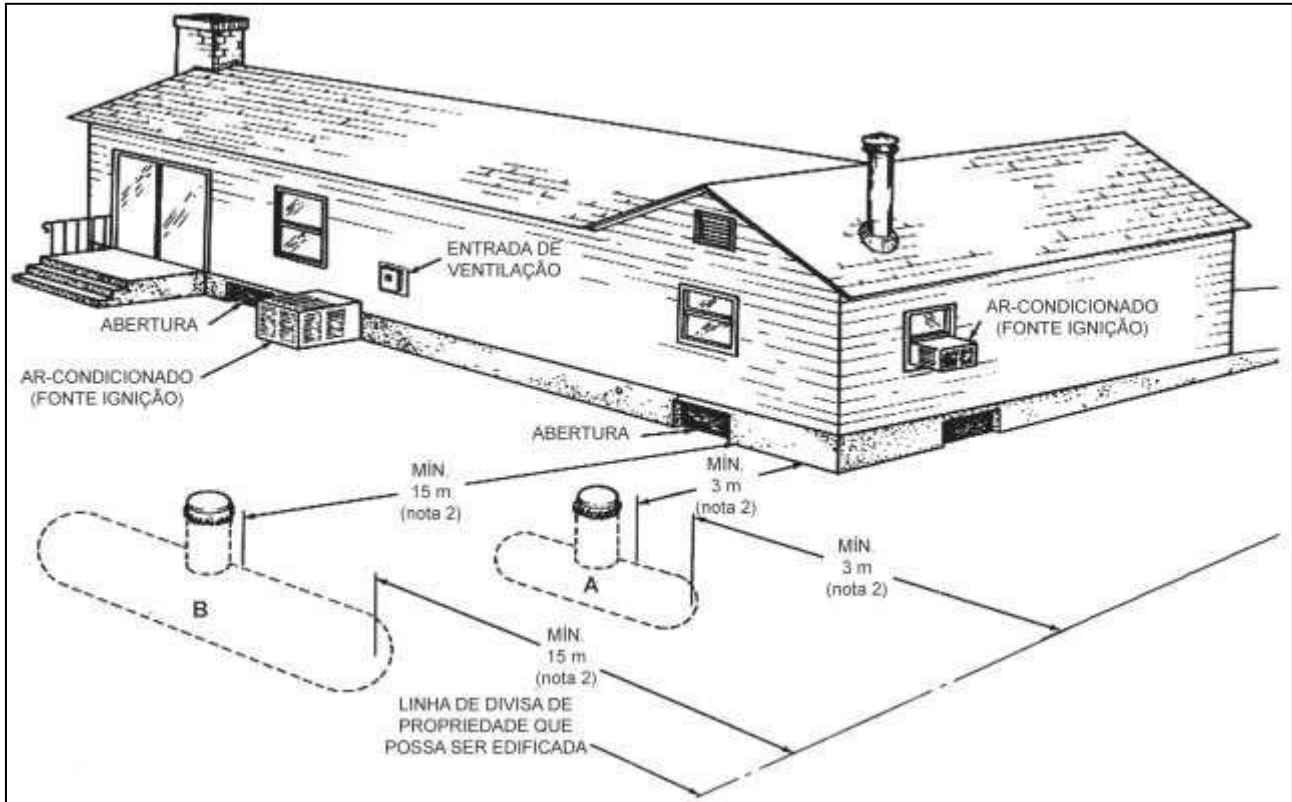 ENTRADA DE
VENTILAÇÃO
ABERTURA
AR-CONDICIONADO
(FONTE IGNIÇÃO)
AR-CONDICIONADO
(FONTE IGNIÇÃO)
ABERTURA
MÍN.
15 m
(nota 2)
MÍN.
3 m
(nota 2)
MÍN.
3 m
(nota 2)
A
B
MÍN.
15 m
(nota 2)
LINHA DE DIVISA DE
PROPRIEDADE QUE
POSSA SER EDIFICADA